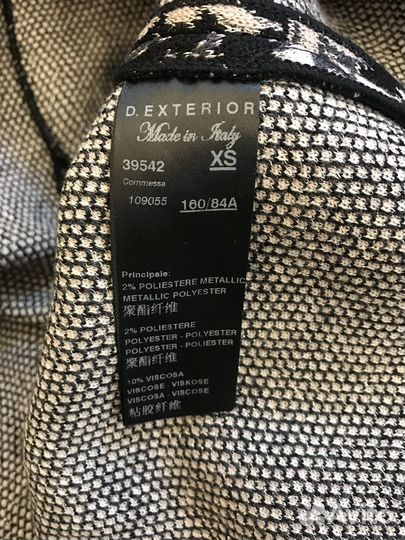 D.EXTERIOR
Made in Italy
39542 XS
Commessa
109055 160/84A
Principale:
2% POLIESTERE METALLIC
METALLIC POLYESTER
聚酯纤维
2% POLIESTERE
POLYESTER - POLYESTER
POLYESTER - POLIESTER
聚酯纤维
10% VISCOSA
VISCOSE - VISKOSE
VISCOSA - VISCOSE
粘胶纤维